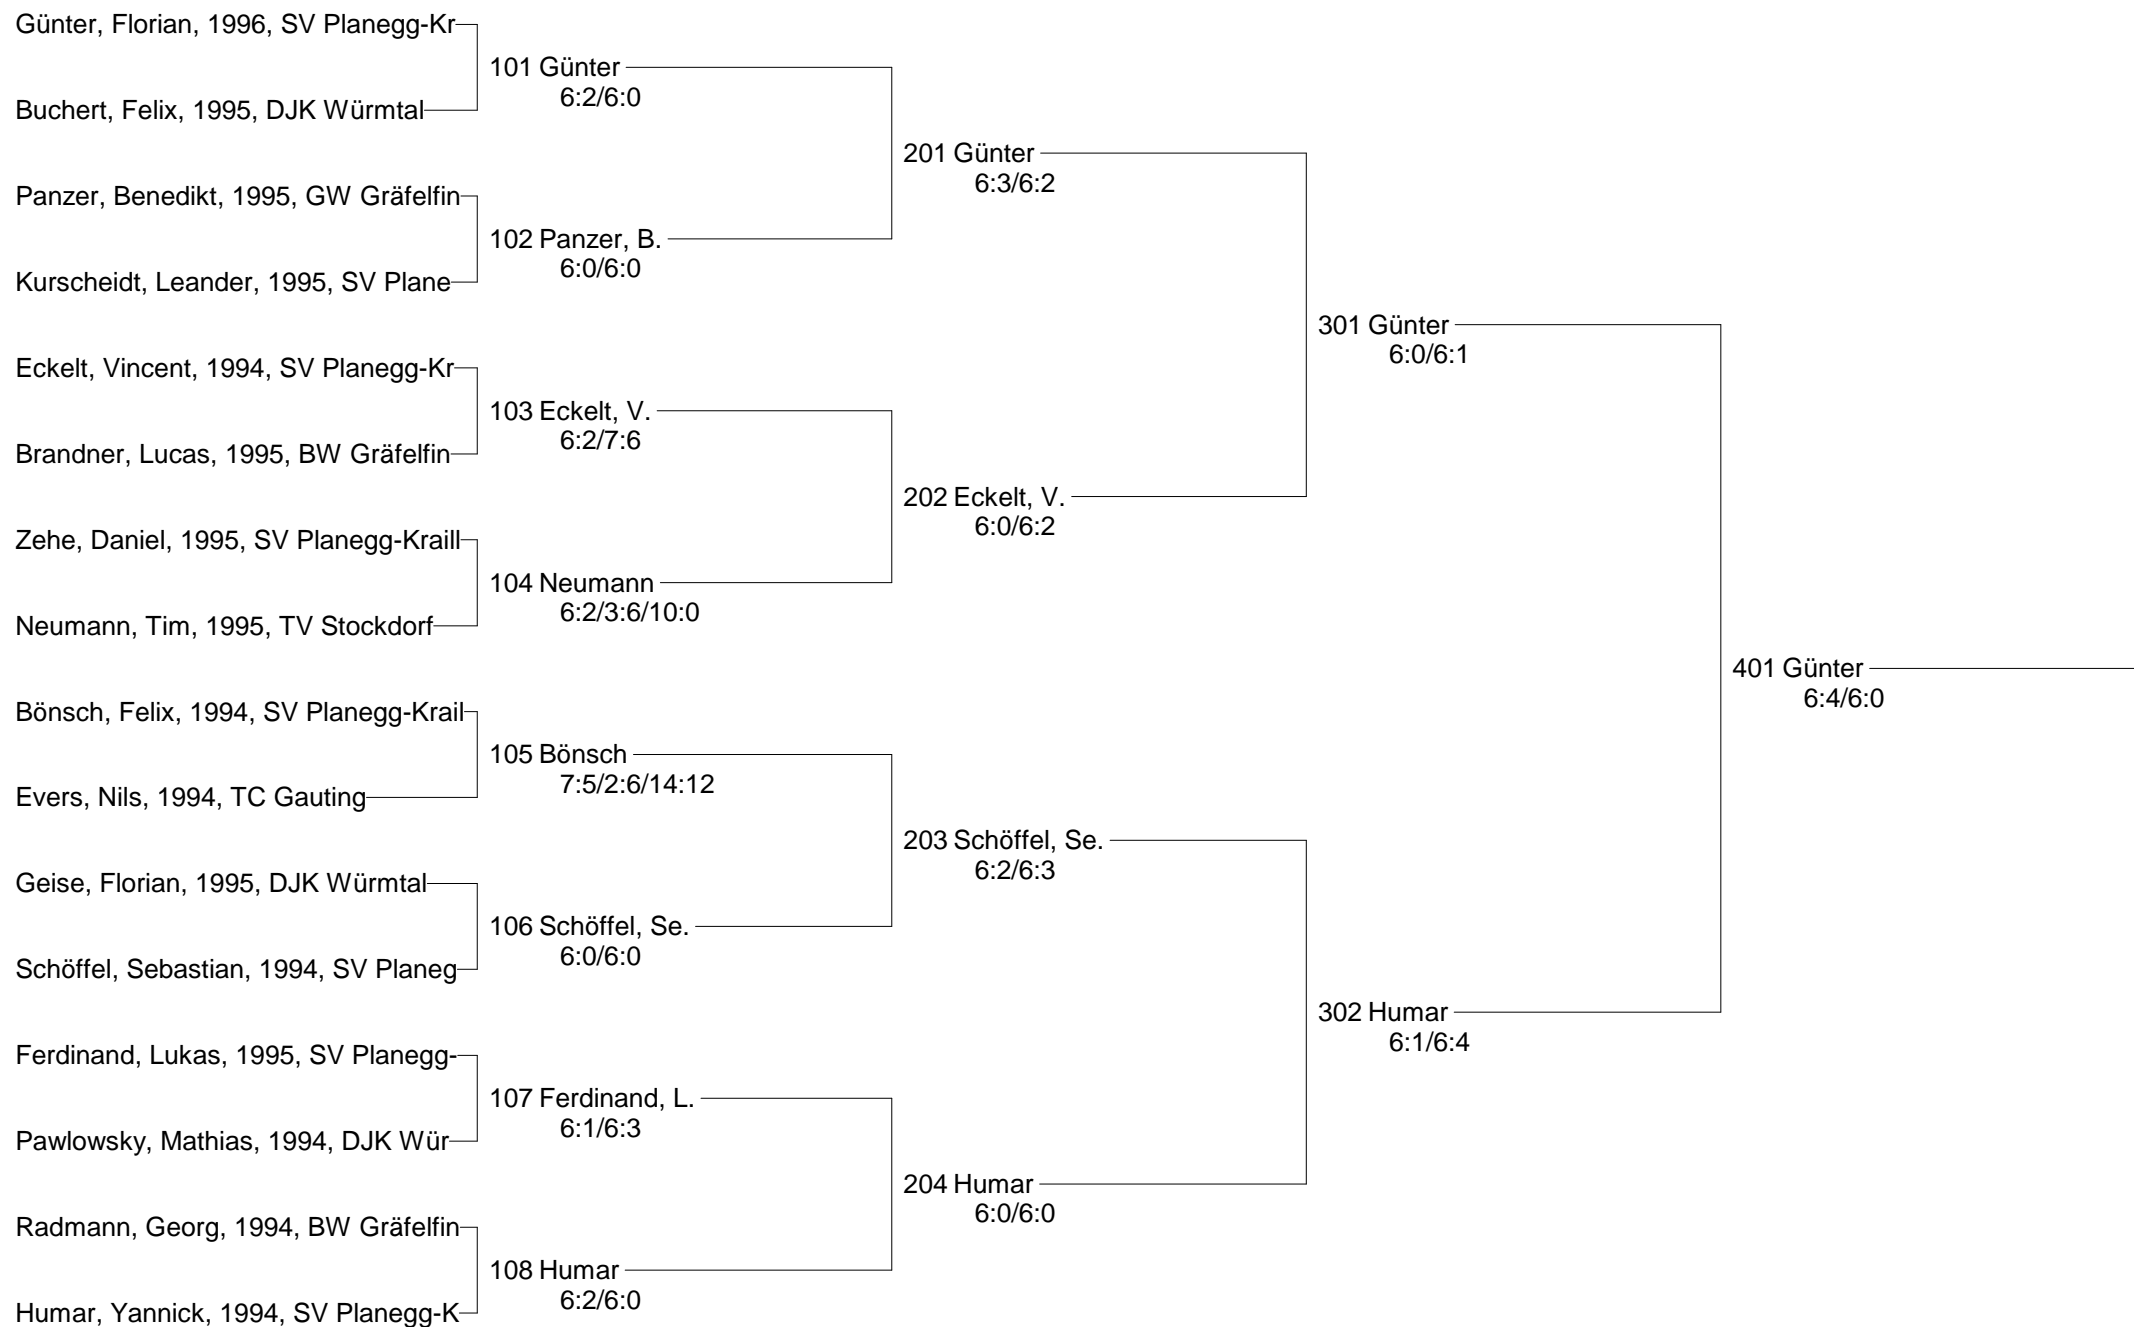 Günter, Florian, 1996, SV Planegg-Kr
101 Günter
6:2/6:0
Buchert, Felix, 1995, DJK Würmtal
201 Günter
6:3/6:2
Panzer, Benedikt, 1995, GW Gräfelfin
102 Panzer, B.
6:0/6:0
Kurscheidt, Leander, 1995, SV Plane
301 Günter
6:0/6:1
Eckelt, Vincent, 1994, SV Planegg-Kr
103 Eckelt, V.
6:2/7:6
Brandner, Lucas, 1995, BW Gräfelfin
202 Eckelt, V.
6:0/6:2
Zehe, Daniel, 1995, SV Planegg-Kraill
104 Neumann
6:2/3:6/10:0
Neumann, Tim, 1995, TV Stockdorf
401 Günter
6:4/6:0
Bönsch, Felix, 1994, SV Planegg-Krail
105 Bönsch
7:5/2:6/14:12
Evers, Nils, 1994, TC Gauting
203 Schöffel, Se.
6:2/6:3
Geise, Florian, 1995, DJK Würmtal
106 Schöffel, Se.
6:0/6:0
Schöffel, Sebastian, 1994, SV Planeg
302 Humar
6:1/6:4
Ferdinand, Lukas, 1995, SV Planegg-
107 Ferdinand, L.
6:1/6:3
Pawlowsky, Mathias, 1994, DJK Wür
204 Humar
6:0/6:0
Radmann, Georg, 1994, BW Gräfelfin
108 Humar
6:2/6:0
Humar, Yannick, 1994, SV Planegg-K